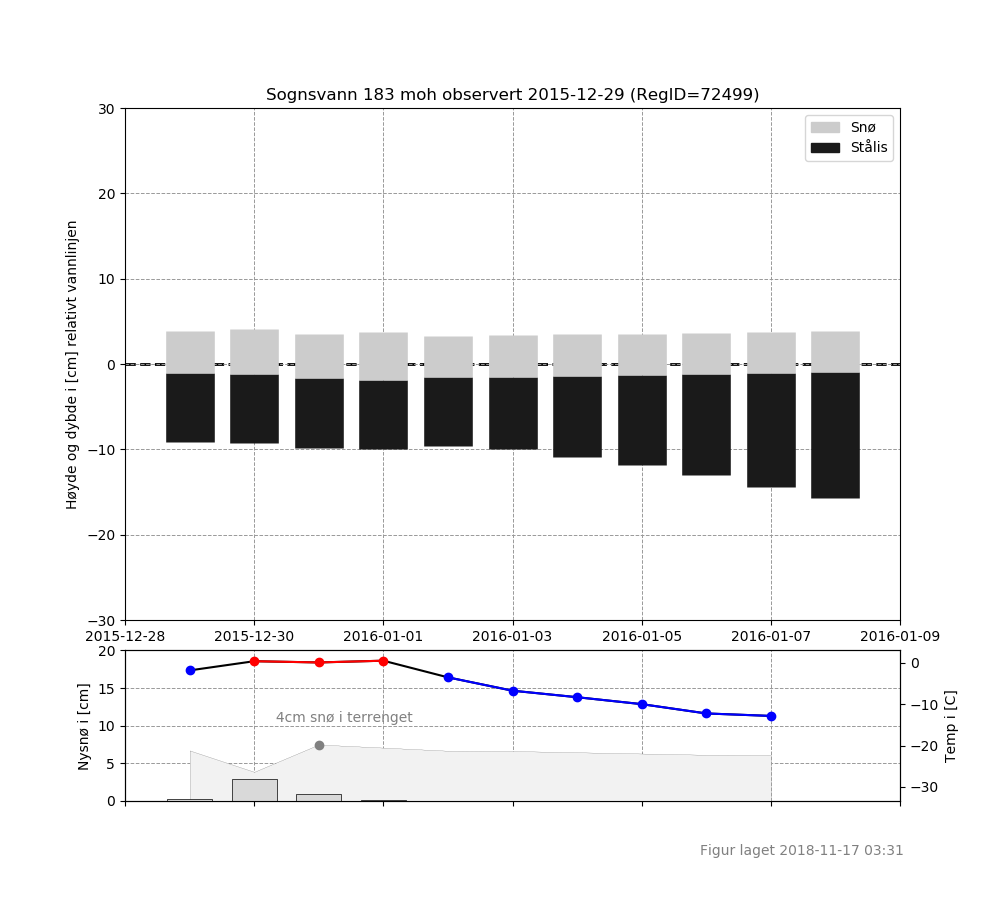 Sognsvann 183 moh observert 2015-12-29 (RegID=72499)
Høyde og dybde i [cm] relativt vannlinjen
30
20
10
0
−10
−20
−30
Snø
Stålis
2015-12-28 2015-12-30 2016-01-01 2016-01-03 2016-01-05 2016-01-07 2016-01-09
Nysnø i [cm]
20
15
10
5
0
4cm snø i terrenget
0
−10
−20
−30
Temp i [C]
Figur laget 2018-11-17 03:31